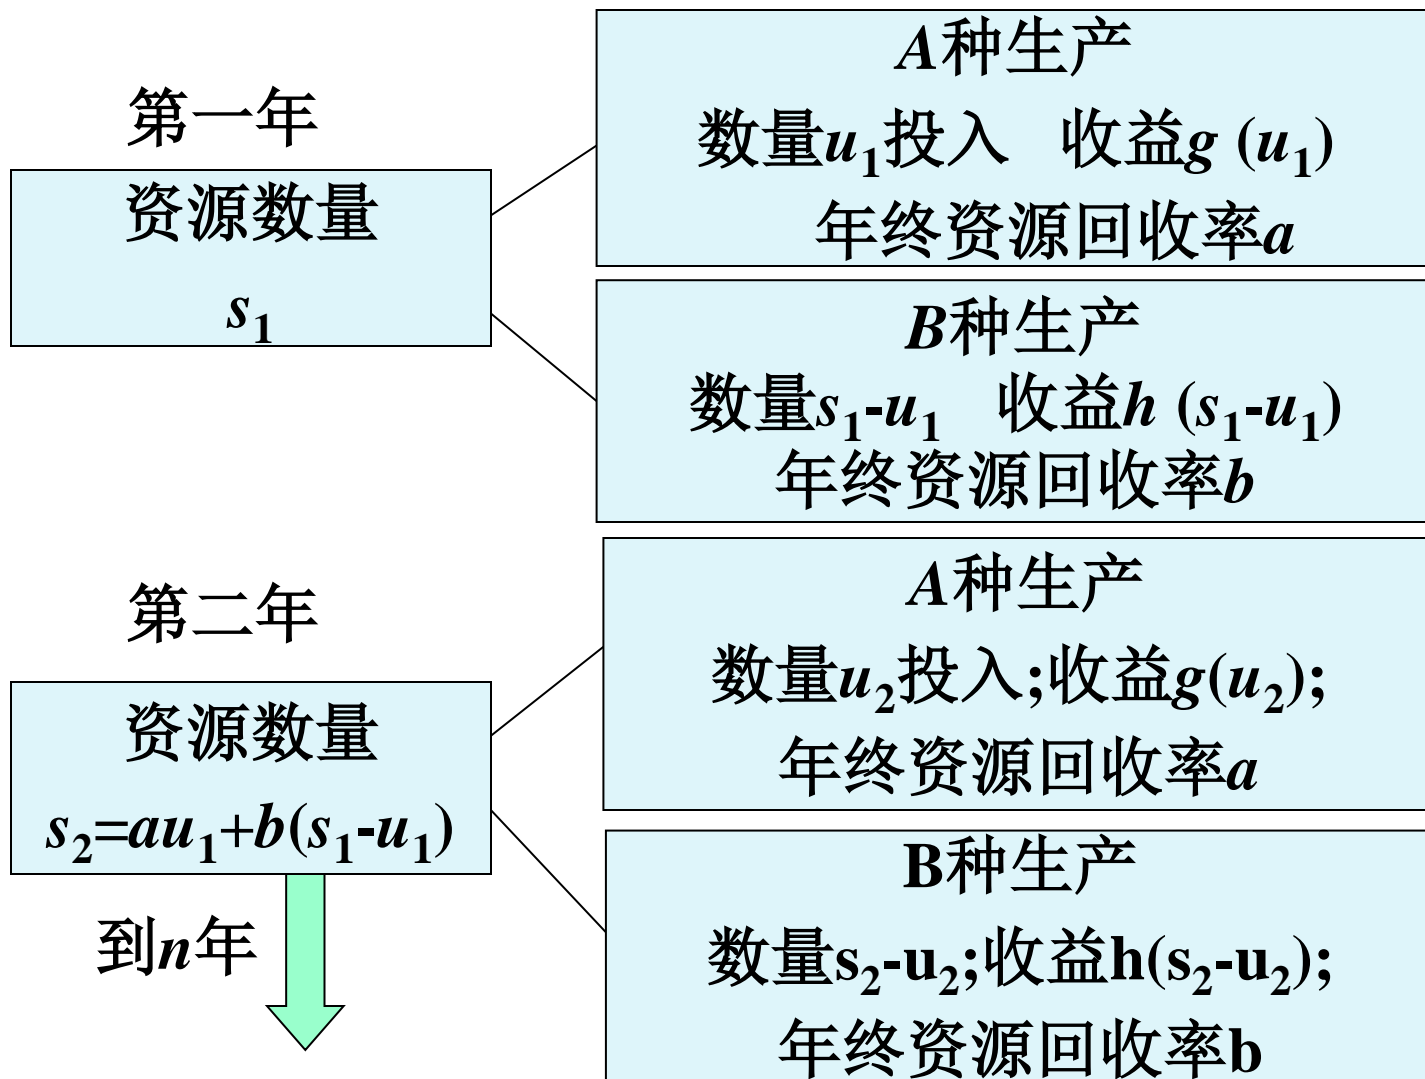 第一年
资源数量
s₁
A种生产
数量u₁投入 收益g (u₁)
年终资源回收率a
B种生产
数量s₁-u₁ 收益h (s₁-u₁)
年终资源回收率b
第二年
资源数量
s₂=au₁+b(s₁-u₁)
到n年
A种生产
数量u₂投入;收益g(u₂);
年终资源回收率a
B种生产
数量s₂-u₂;收益h(s₂-u₂);
年终资源回收率b